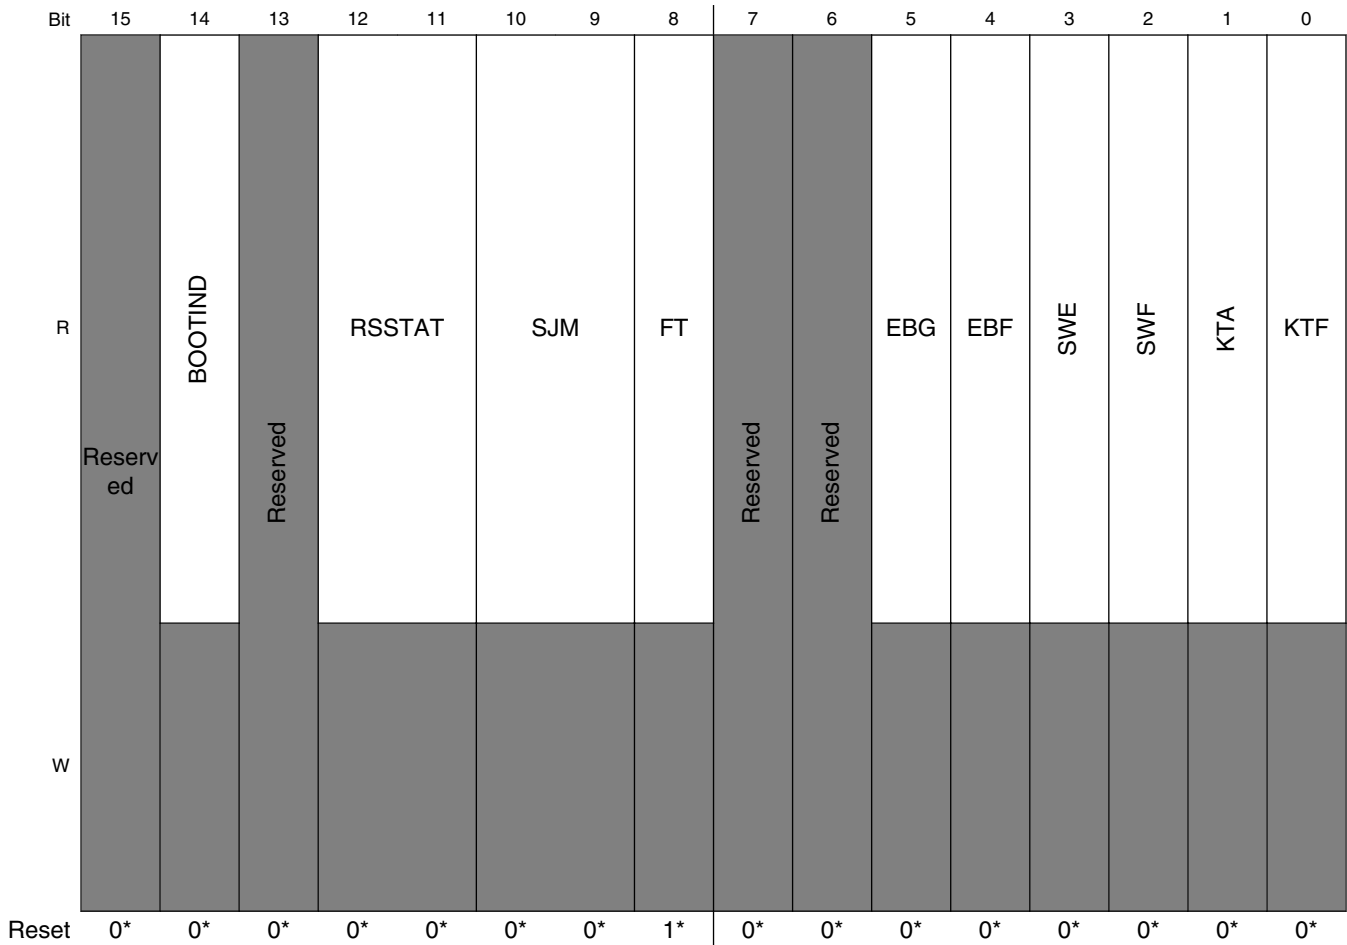 Bit 15 14 13 12 11 10 9 8 7 6 5 4 3 2 1 0
R Reserv
ed BOOTIND Reserved RSSTAT SJM FT Reserved Reserved EBG EBF SWE SWF KTA KTF
W
Reset 0* 0* 0* 0* 0* 0* 0* 1* 0* 0* 0* 0* 0* 0* 0* 0*